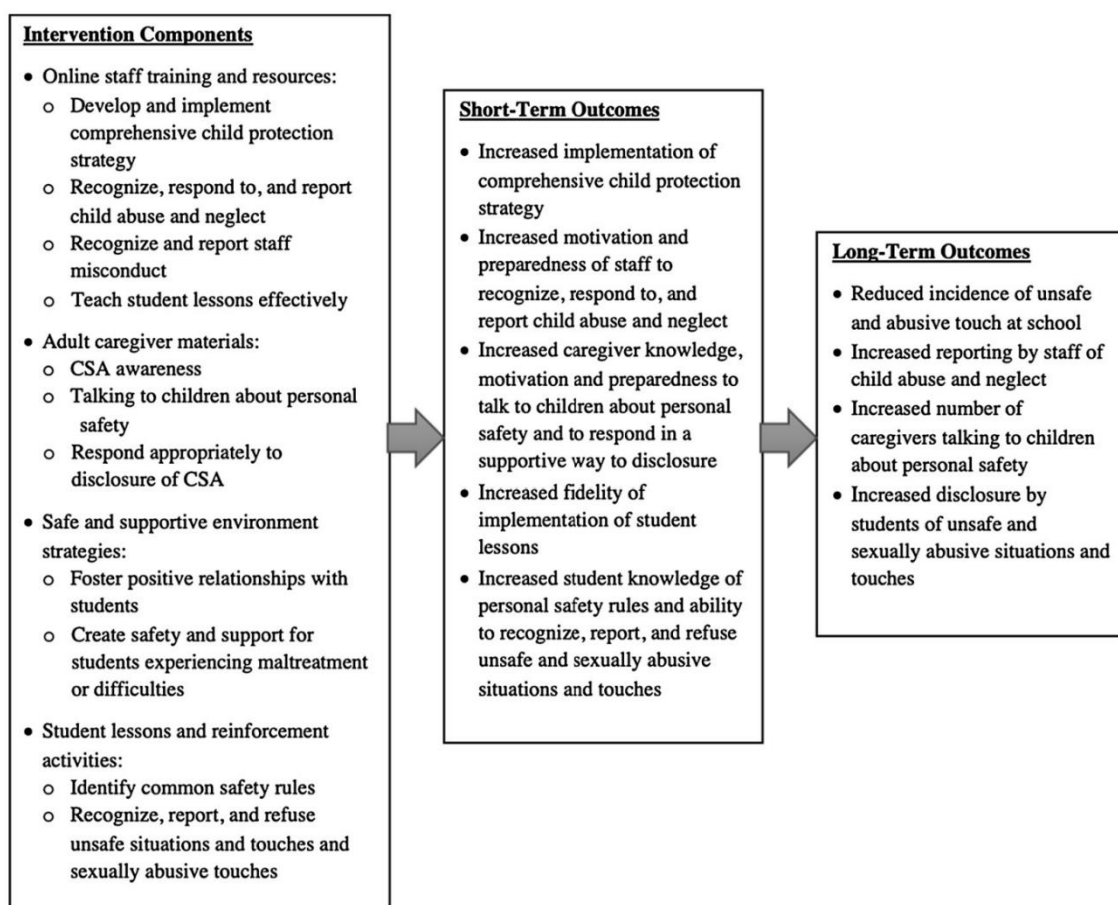 Intervention Components
• Online staff training and resources:
o Develop and implement
comprehensive child protection
strategy
o Recognize, respond to, and report
child abuse and neglect
o Recognize and report staff
misconduct
o Teach student lessons effectively
• Adult caregiver materials:
o CSA awareness
o Talking to children about personal
safety
o Respond appropriately to
disclosure of CSA
• Safe and supportive environment
strategies:
o Foster positive relationships with
students
o Create safety and support for
students experiencing maltreatment
or difficulties
• Student lessons and reinforcement
activities:
o Identify common safety rules
o Recognize, report, and refuse
unsafe situations and touches and
sexually abusive touches
Short-Term Outcomes
• Increased implementation of
comprehensive child protection
strategy
• Increased motivation and
preparedness of staff to
recognize, respond to, and
report child abuse and neglect
• Increased caregiver knowledge,
motivation and preparedness to
talk to children about personal
safety and to respond in a
supportive way to disclosure
• Increased fidelity of
implementation of student
lessons
• Increased student knowledge of
personal safety rules and ability
to recognize, report, and refuse
unsafe and sexually abusive
situations and touches
Long-Term Outcomes
• Reduced incidence of unsafe
and abusive touch at school
• Increased reporting by staff of
child abuse and neglect
• Increased number of
caregivers talking to children
about personal safety
• Increased disclosure by
students of unsafe and
sexually abusive situations and
touches